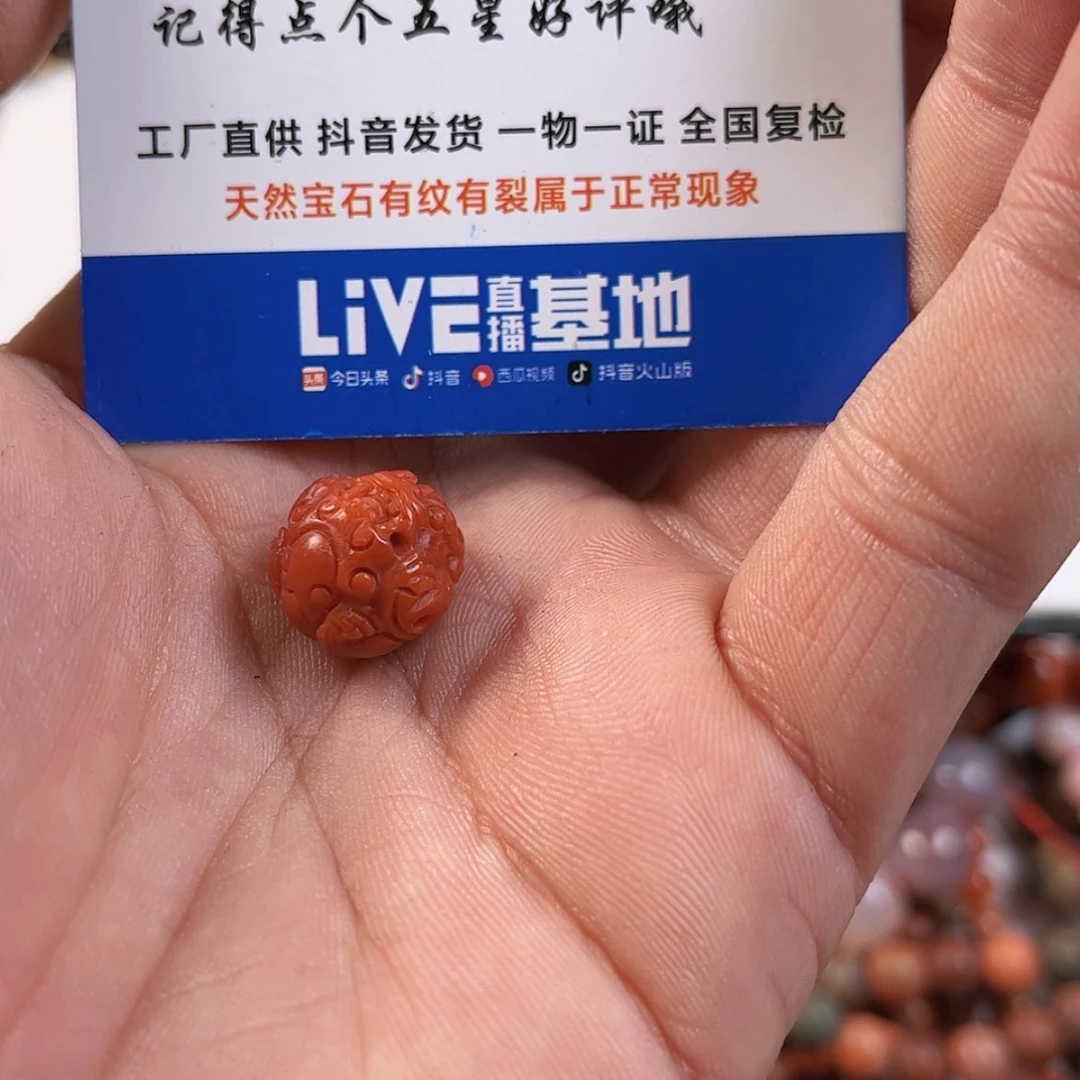 记得点个五星好评哦
工厂直供 抖音发货 一物一证 全国复检
天然宝石有纹有裂属于正常现象
LiVE直播基地
头条 今日头条 抖音 西瓜视频 抖音火山版